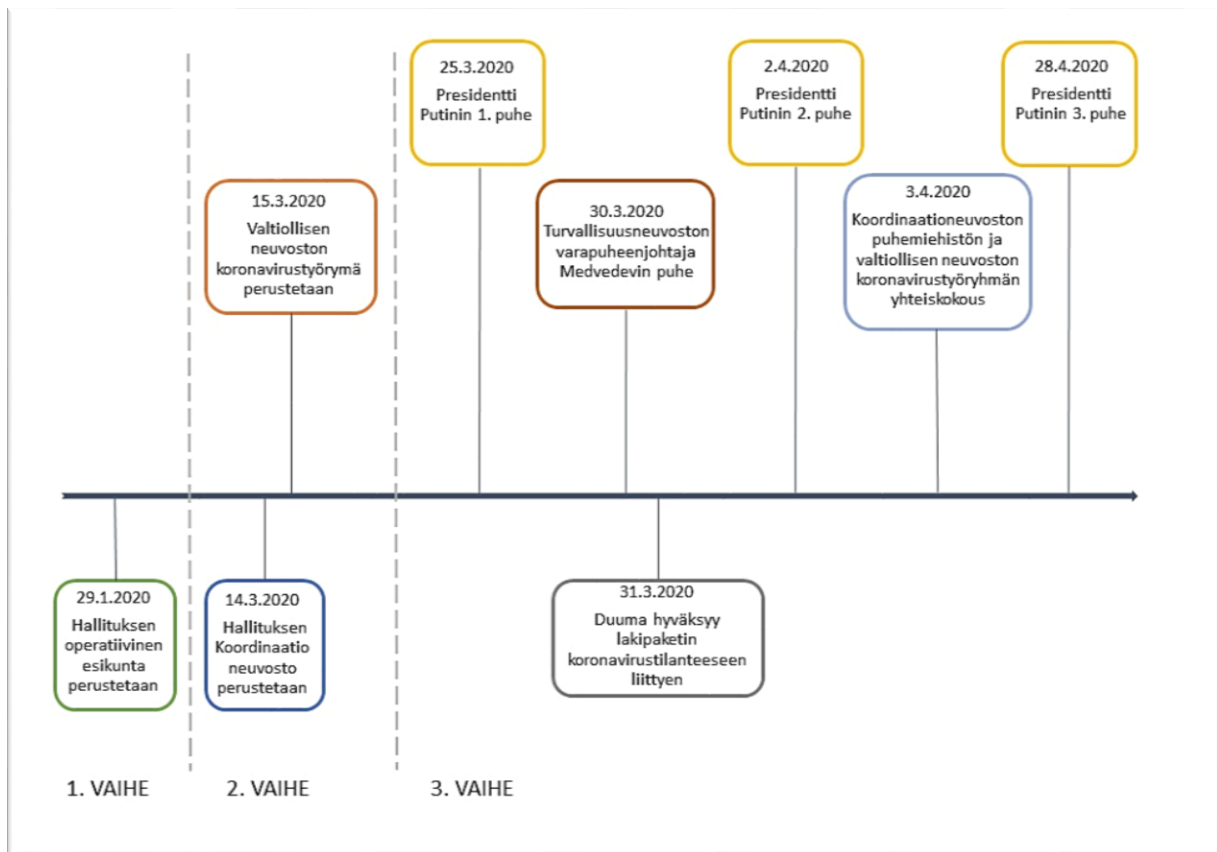 25.3.2020
Presidentti
Putinin 1. puhe
2.4.2020
Presidentti
Putinin 2. puhe
28.4.2020
Presidentti
Putinin 3. puhe
15.3.2020
Valtiollisen
neuvoston
koronavirustyörymä
perustetaan
30.3.2020
Turvallisuusneuvoston
varapuheenjohtaja
Medvedevin puhe
3.4.2020
Koordinaationeuvoston
puhemiehistön ja
valtiollisen neuvoston
koronavirustyöryhmän
yhteiskokous
29.1.2020
Hallituksen
operatiivinen
esikunta
perustetaan
14.3.2020
Hallituksen
Koordinaatio
neuvosto
perustetaan
31.3.2020
Duuma hyväksyy
lakipaketin
koronavirustilanteeseen
liittyen
1. VAIHE
2. VAIHE
3. VAIHE